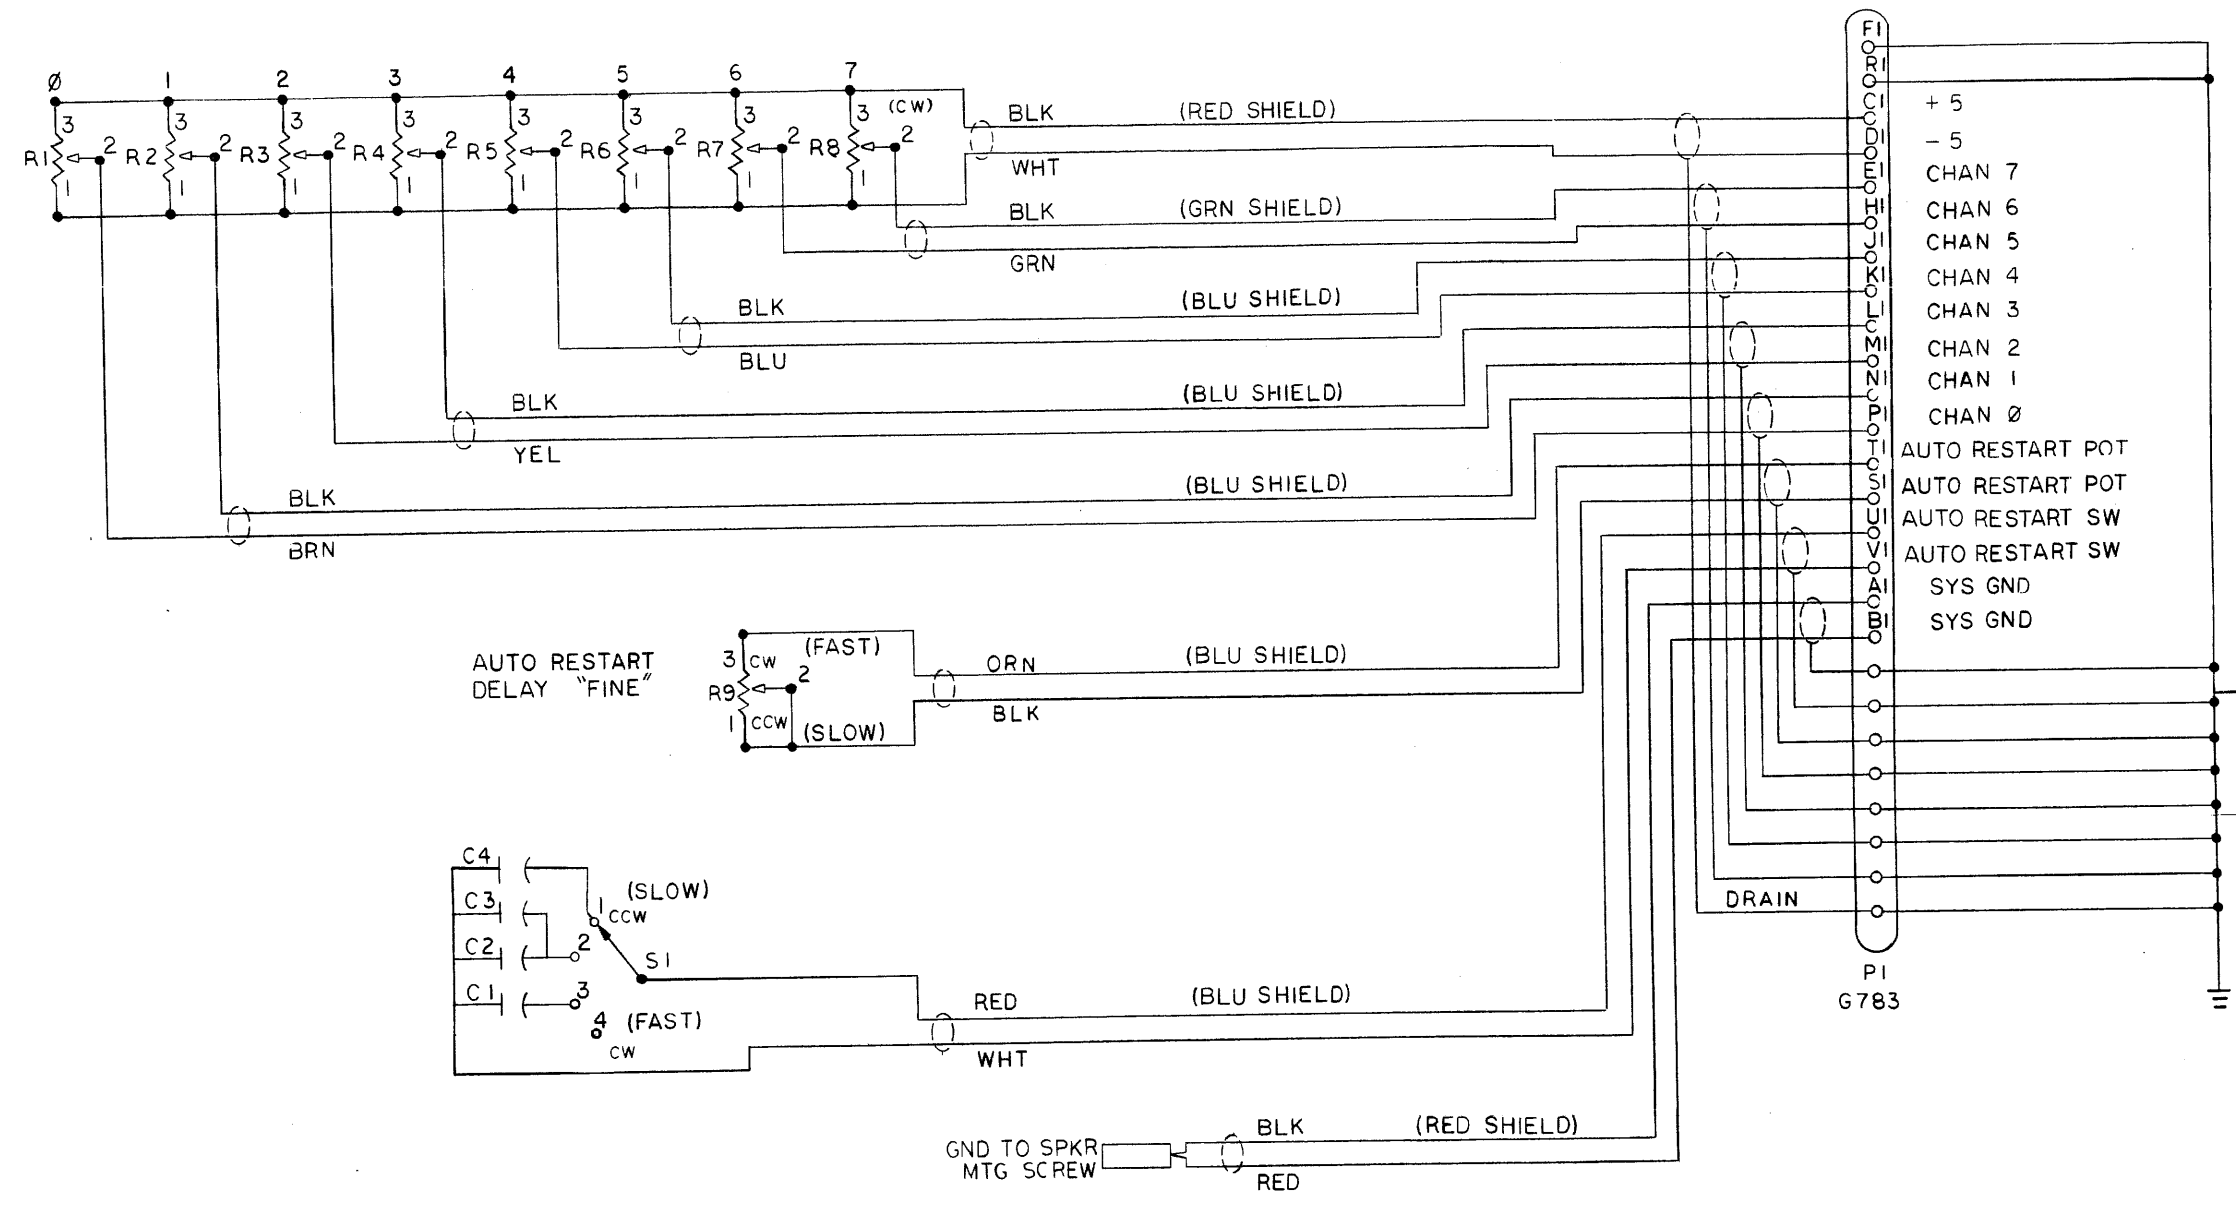 Ø 1 2 3 4 5 6 7
(CW)
3 3 3 3 3 3 3 3
R1 2 R2 2 R3 2 R4 2 R5 2 R6 2 R7 2 R8 2
1 1 1 1 1 1 1 1
BLK (RED SHIELD)
WHT
BLK (GRN SHIELD)
GRN
BLK (BLU SHIELD)
BLU
BLK (BLU SHIELD)
YEL
BLK (BLU SHIELD)
BRN
AUTO RESTART
DELAY "FINE"
3 CW (FAST)
R9 2
1 CCW (SLOW)
ORN (BLU SHIELD)
BLK
C4
C3
C2
C1
1 (SLOW)
CCW
2
S1
3
4 (FAST)
CW
RED (BLU SHIELD)
WHT
GND TO SPKR
MTG SCREW
BLK (RED SHIELD)
RED
F1
R1
C1 +5
D1 -5
E1 CHAN 7
H1 CHAN 6
J1 CHAN 5
K1 CHAN 4
L1 CHAN 3
M1 CHAN 2
N1 CHAN 1
P1 CHAN Ø
T1 AUTO RESTART POT
S1 AUTO RESTART POT
U1 AUTO RESTART SW
V1 AUTO RESTART SW
A1 SYS GND
B1 SYS GND
DRAIN
P1
G783